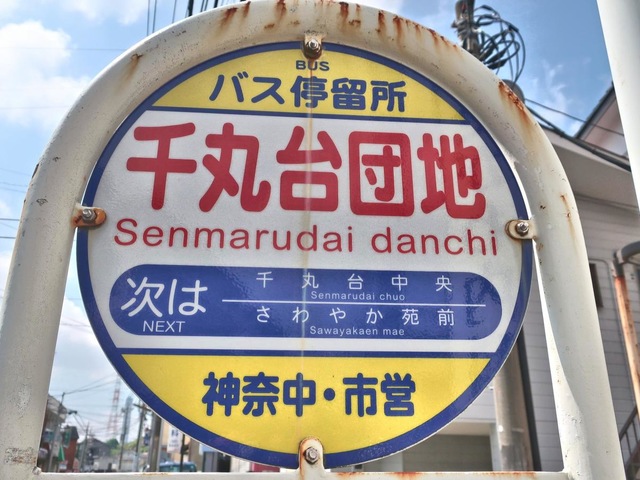 BUS
バス停留所
千丸台団地
Senmarudai danchi
次は
NEXT
千丸台中央
Senmarudai chuo
さわやか苑前
Sawayakaen mae
神奈中・市営